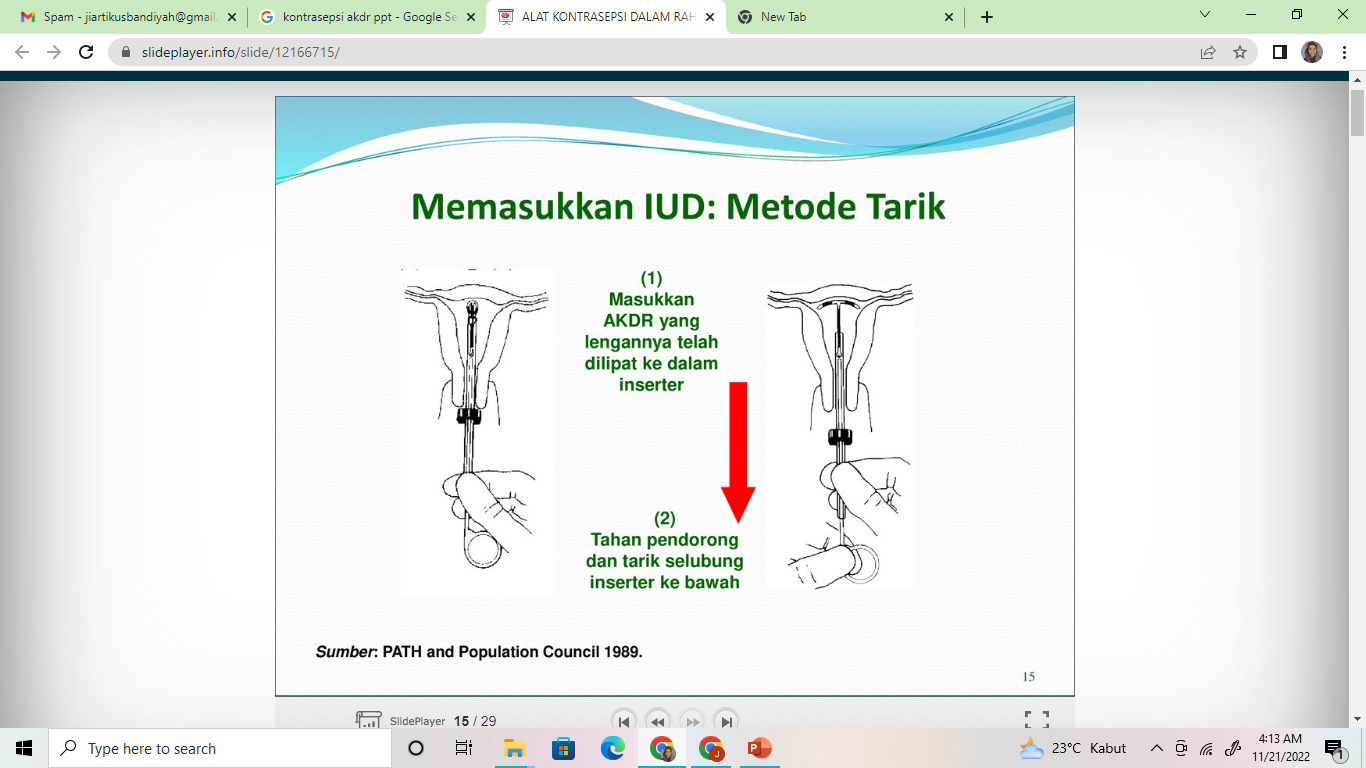 Spam - jiartikusbandiyah@gmail.
kontrasepsi akdr ppt - Google Se
ALAT KONTRASEPSI DALAM RAH
New Tab
slideplayer.info/slide/12166715/
Memasukkan IUD: Metode Tarik
(1)
Masukkan
AKDR yang
lengannya telah
dilipat ke dalam
inserter
(2)
Tahan pendorong
dan tarik selubung
inserter ke bawah
Sumber: PATH and Population Council 1989.
15
SlidePlayer 15 / 29
Type here to search
23°C Kabut
4:13 AM
11/21/2022
1